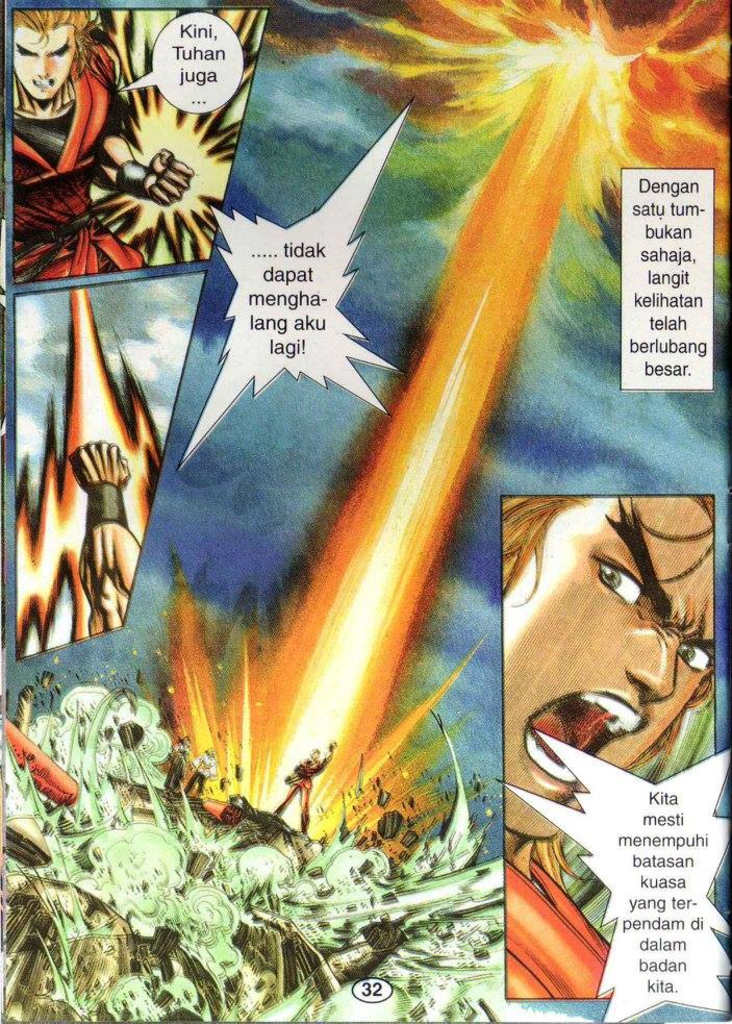 Kini,
Tuhan
juga
...
..... tidak
dapat
mengha-
lang aku
lagi!
Dengan
satu tum-
bukan
sahaja,
langit
kelihatan
telah
berlubang
besar.
Kita
mesti
menempuhi
batasan
kuasa
yang ter-
pendam di
dalam
badan
kita.
32